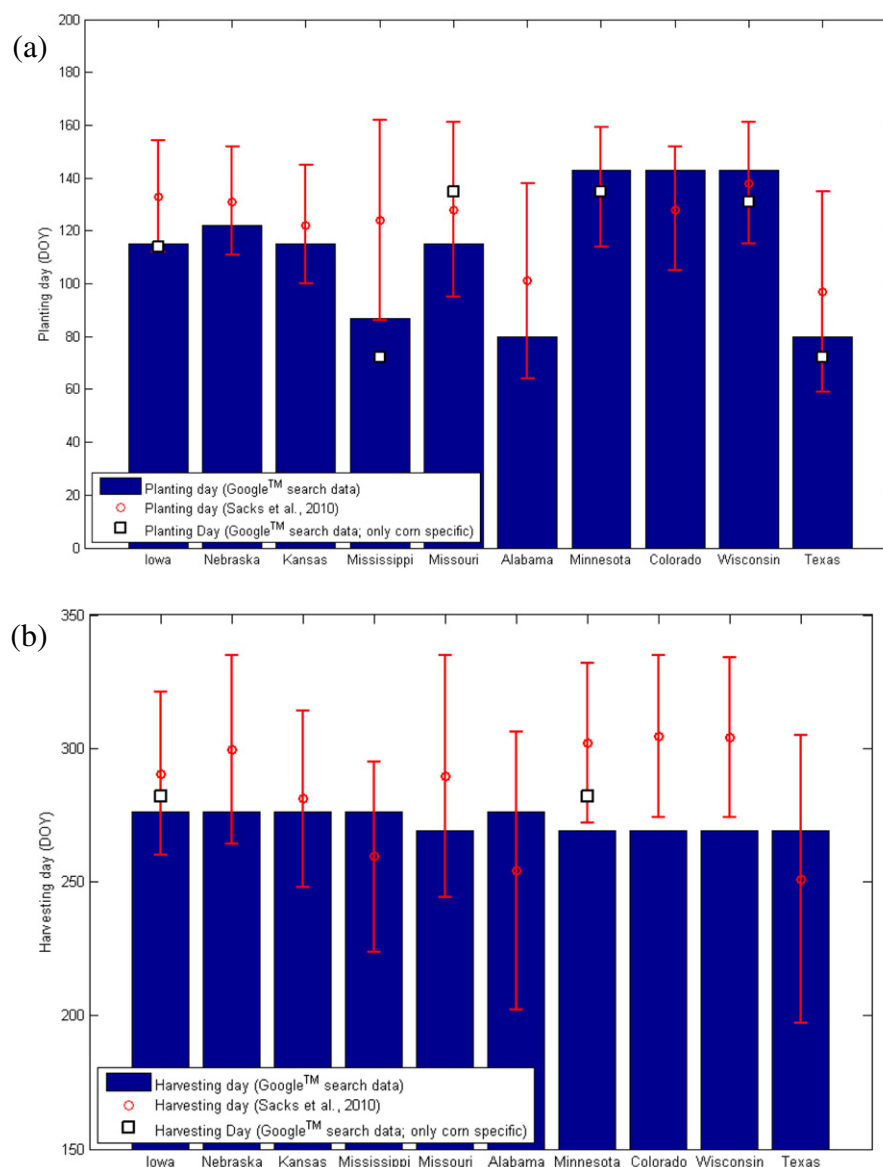 (a)
200
180
160
140
120
100
80
60
40
20
0
Planting day (DOY)
Planting day (Google™ search data)
Planting day (Sacks et al., 2010)
Planting Day (Google™ search data; only corn specific)
Iowa Nebraska Kansas Mississippi Missouri Alabama Minnesota Colorado Wisconsin Texas
(b)
350
300
250
200
150
Harvesting day (DOY)
Harvesting day (Google™ search data)
Harvesting day (Sacks et al., 2010)
Harvesting Day (Google™ search data; only corn specific)
Iowa Nebraska Kansas Mississippi Missouri Alabama Minnesota Colorado Wisconsin Texas